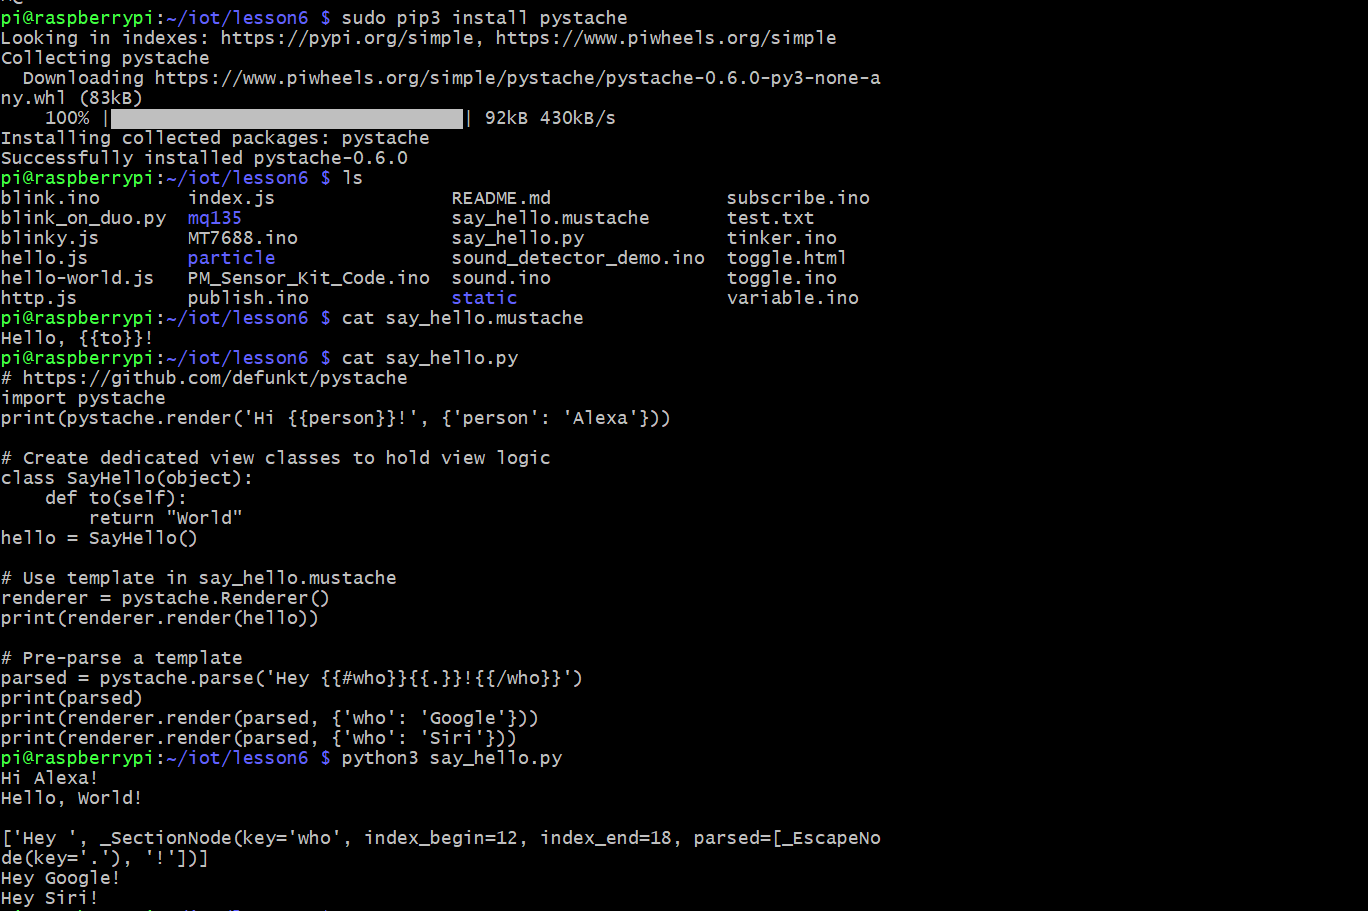 pi@raspberrypi:~/iot/lesson6 $ sudo pip3 install pystache
Looking in indexes: https://pypi.org/simple, https://www.piwheels.org/simple
Collecting pystache
  Downloading https://www.piwheels.org/simple/pystache/pystache-0.6.0-py3-none-a
ny.whl (83kB)
    100% |████████████████████████████████| 92kB 430kB/s
Installing collected packages: pystache
Successfully installed pystache-0.6.0
pi@raspberrypi:~/iot/lesson6 $ ls
blink.ino        index.js                README.md                subscribe.ino
blink_on_duo.py  mq135                   say_hello.mustache       test.txt
blinky.js        MT7688.ino              say_hello.py             tinker.ino
hello.js         particle                sound_detector_demo.ino  toggle.html
hello-world.js   PM_Sensor_Kit_Code.ino  sound.ino                toggle.ino
http.js          publish.ino             static                   variable.ino
pi@raspberrypi:~/iot/lesson6 $ cat say_hello.mustache
Hello, {{to}}!
pi@raspberrypi:~/iot/lesson6 $ cat say_hello.py
# https://github.com/defunkt/pystache
import pystache
print(pystache.render('Hi {{person}}!', {'person': 'Alexa'}))

# Create dedicated view classes to hold view logic
class SayHello(object):
    def to(self):
        return "World"
hello = SayHello()

# Use template in say_hello.mustache
renderer = pystache.Renderer()
print(renderer.render(hello))

# Pre-parse a template
parsed = pystache.parse('Hey {{#who}}{{.}}!{{/who}}')
print(parsed)
print(renderer.render(parsed, {'who': 'Google'}))
print(renderer.render(parsed, {'who': 'Siri'}))
pi@raspberrypi:~/iot/lesson6 $ python3 say_hello.py
Hi Alexa!
Hello, World!

['Hey ', _SectionNode(key='who', index_begin=12, index_end=18, parsed=[_EscapeNo
de(key='.'), '!'])]
Hey Google!
Hey Siri!